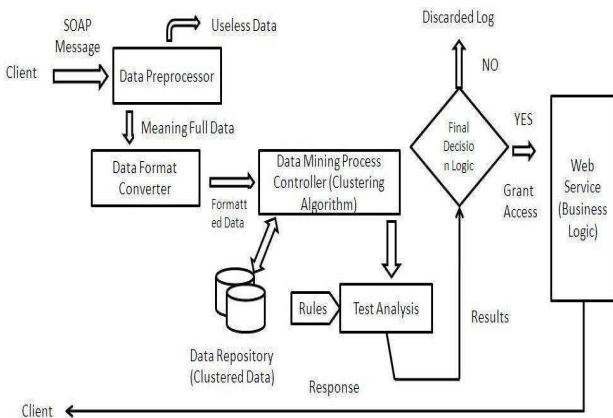 SOAP
Message
Useless Data
Discarded Log
Client
Data Preprocessor
NO
YES
Meaning Full Data
Final
Decisio
n Logic
Data Format
Converter
Data Mining Process
Controller (Clustering
Algorithm)
Formatt
ed Data
Grant
Access
Web
Service
(Business
Logic)
Rules
Test Analysis
Results
Data Repository
(Clustered Data)
Response
Client